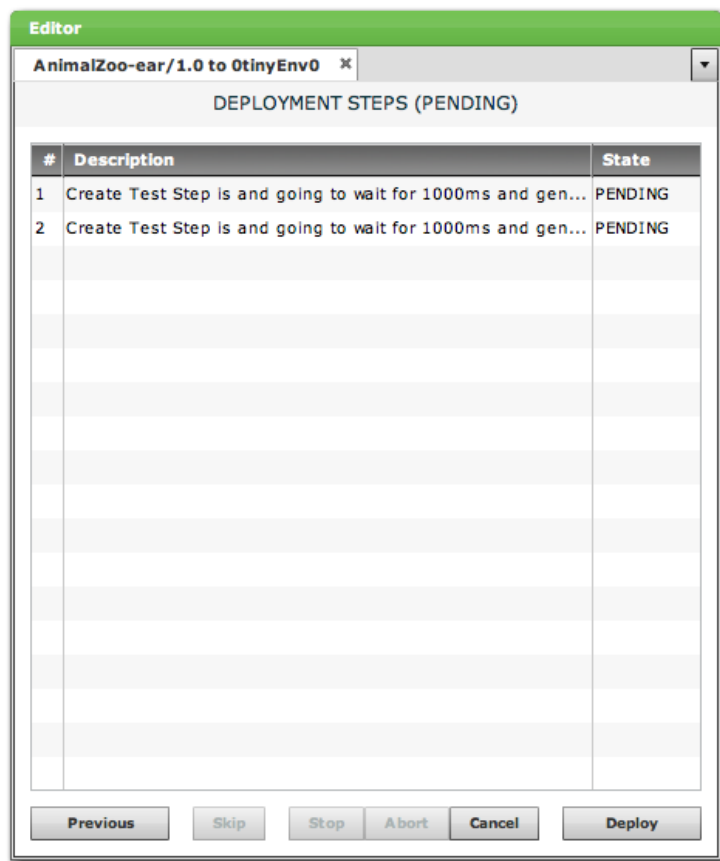 Editor
AnimalZoo-ear/1.0 to 0tinyEnv0 ✖
DEPLOYMENT STEPS (PENDING)
# Description State
1 Create Test Step is and going to wait for 1000ms and gen... PENDING
2 Create Test Step is and going to wait for 1000ms and gen... PENDING
Previous Skip Stop Abort Cancel Deploy